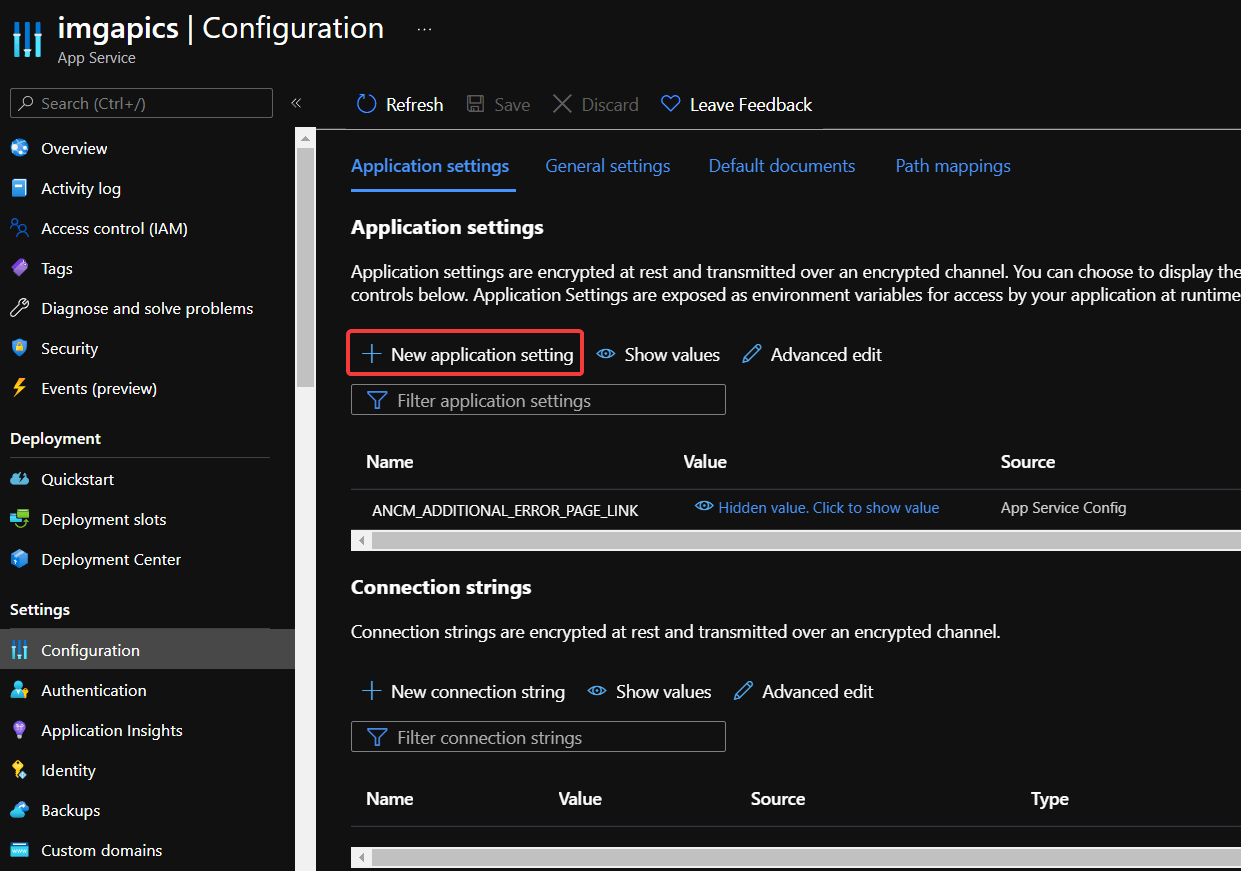 imgapics | Configuration ...
App Service
Search (Ctrl+/)
«
Overview
Activity log
Access control (IAM)
Tags
Diagnose and solve problems
Security
Events (preview)
Deployment
Quickstart
Deployment slots
Deployment Center
Settings
Configuration
Authentication
Application Insights
Identity
Backups
Custom domains
Refresh Save Discard Leave Feedback
Application settings General settings Default documents Path mappings
Application settings
Application settings are encrypted at rest and transmitted over an encrypted channel. You can choose to display the
controls below. Application Settings are exposed as environment variables for access by your application at runtime
New application setting Show values Advanced edit
Filter application settings
Name Value Source
ANCM_ADDITIONAL_ERROR_PAGE_LINK Hidden value. Click to show value App Service Config
Connection strings
Connection strings are encrypted at rest and transmitted over an encrypted channel.
New connection string Show values Advanced edit
Filter connection strings
Name Value Source Type